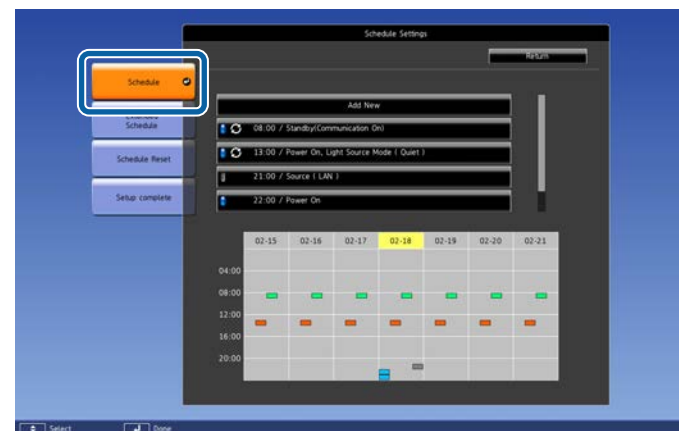 Schedule Settings
Return
Schedule
Schedule
Schedule Reset
Setup complete
Add New
08:00 / Standby(Communication On)
13:00 / Power On, Light Source Mode ( Quiet )
21:00 / Source ( LAN )
22:00 / Power On
02-15 02-16 02-17 02-18 02-19 02-20 02-21
04:00
08:00
12:00
16:00
20:00
Select Done